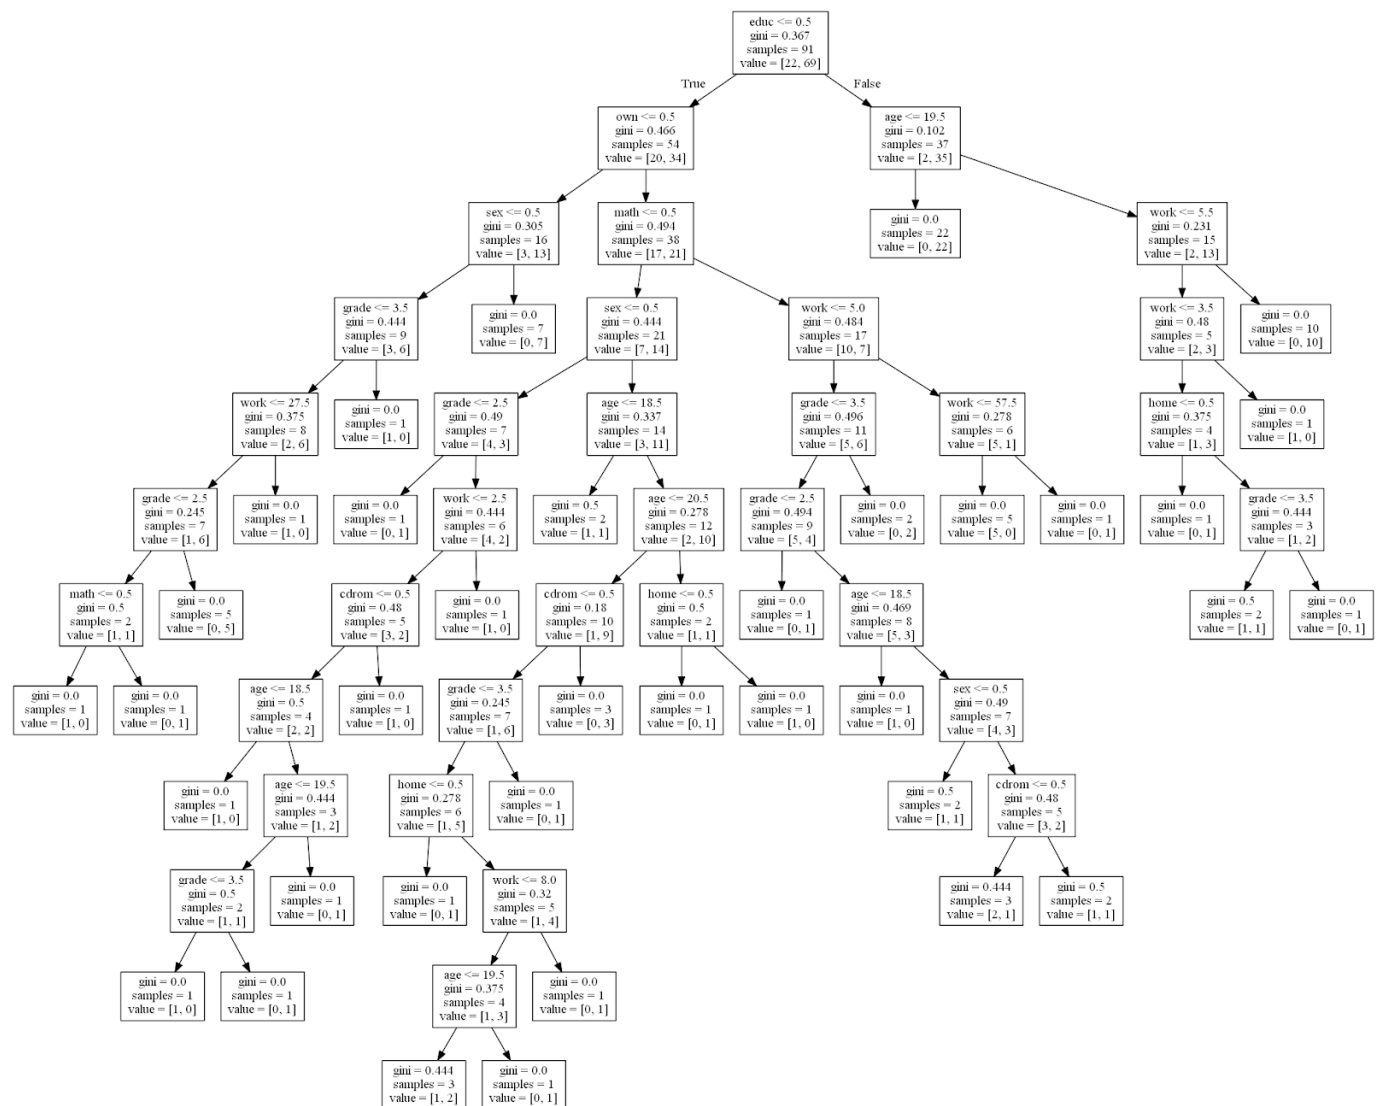 educ <= 0.5
gini = 0.367
samples = 91
value = [22, 69]
True
False
own <= 0.5
gini = 0.466
samples = 54
value = [20, 34]
age <= 19.5
gini = 0.102
samples = 37
value = [2, 35]
sex <= 0.5
gini = 0.305
samples = 16
value = [3, 13]
math <= 0.5
gini = 0.494
samples = 38
value = [17, 21]
gini = 0.0
samples = 22
value = [0, 22]
work <= 5.5
gini = 0.231
samples = 15
value = [2, 13]
grade <= 3.5
gini = 0.444
samples = 9
value = [3, 6]
gini = 0.0
samples = 7
value = [0, 7]
sex <= 0.5
gini = 0.444
samples = 21
value = [7, 14]
work <= 5.0
gini = 0.484
samples = 17
value = [10, 7]
work <= 3.5
gini = 0.48
samples = 5
value = [2, 3]
gini = 0.0
samples = 10
value = [0, 10]
work <= 27.5
gini = 0.375
samples = 8
value = [2, 6]
gini = 0.0
samples = 1
value = [1, 0]
grade <= 2.5
gini = 0.49
samples = 7
value = [4, 3]
age <= 18.5
gini = 0.337
samples = 14
value = [3, 11]
grade <= 3.5
gini = 0.496
samples = 11
value = [5, 6]
work <= 57.5
gini = 0.278
samples = 6
value = [5, 1]
home <= 0.5
gini = 0.375
samples = 4
value = [1, 3]
gini = 0.0
samples = 1
value = [1, 0]
grade <= 2.5
gini = 0.245
samples = 7
value = [1, 6]
gini = 0.0
samples = 1
value = [1, 0]
gini = 0.0
samples = 1
value = [0, 1]
work <= 2.5
gini = 0.444
samples = 6
value = [4, 2]
gini = 0.5
samples = 2
value = [1, 1]
age <= 20.5
gini = 0.278
samples = 12
value = [2, 10]
grade <= 2.5
gini = 0.494
samples = 9
value = [5, 4]
gini = 0.0
samples = 2
value = [0, 2]
gini = 0.0
samples = 5
value = [5, 0]
gini = 0.0
samples = 1
value = [0, 1]
gini = 0.0
samples = 1
value = [0, 1]
grade <= 3.5
gini = 0.444
samples = 3
value = [1, 2]
math <= 0.5
gini = 0.5
samples = 2
value = [1, 1]
gini = 0.0
samples = 5
value = [0, 5]
cdrom <= 0.5
gini = 0.48
samples = 5
value = [3, 2]
gini = 0.0
samples = 1
value = [1, 0]
cdrom <= 0.5
gini = 0.18
samples = 10
value = [1, 9]
home <= 0.5
gini = 0.5
samples = 2
value = [1, 1]
gini = 0.0
samples = 1
value = [0, 1]
age <= 18.5
gini = 0.469
samples = 8
value = [5, 3]
gini = 0.5
samples = 2
value = [1, 1]
gini = 0.0
samples = 1
value = [0, 1]
gini = 0.0
samples = 1
value = [1, 0]
gini = 0.0
samples = 1
value = [0, 1]
age <= 18.5
gini = 0.5
samples = 4
value = [2, 2]
gini = 0.0
samples = 1
value = [1, 0]
grade <= 3.5
gini = 0.245
samples = 7
value = [1, 6]
gini = 0.0
samples = 3
value = [0, 3]
gini = 0.0
samples = 1
value = [0, 1]
gini = 0.0
samples = 1
value = [1, 0]
gini = 0.0
samples = 1
value = [1, 0]
sex <= 0.5
gini = 0.49
samples = 7
value = [4, 3]
gini = 0.0
samples = 1
value = [1, 0]
age <= 19.5
gini = 0.444
samples = 3
value = [1, 2]
home <= 0.5
gini = 0.278
samples = 6
value = [1, 5]
gini = 0.0
samples = 1
value = [0, 1]
gini = 0.5
samples = 2
value = [1, 1]
cdrom <= 0.5
gini = 0.48
samples = 5
value = [3, 2]
grade <= 3.5
gini = 0.5
samples = 2
value = [1, 1]
gini = 0.0
samples = 1
value = [0, 1]
gini = 0.0
samples = 1
value = [0, 1]
work <= 8.0
gini = 0.32
samples = 5
value = [1, 4]
gini = 0.444
samples = 3
value = [2, 1]
gini = 0.5
samples = 2
value = [1, 1]
gini = 0.0
samples = 1
value = [1, 0]
gini = 0.0
samples = 1
value = [0, 1]
age <= 19.5
gini = 0.375
samples = 4
value = [1, 3]
gini = 0.0
samples = 1
value = [0, 1]
gini = 0.444
samples = 3
value = [1, 2]
gini = 0.0
samples = 1
value = [0, 1]